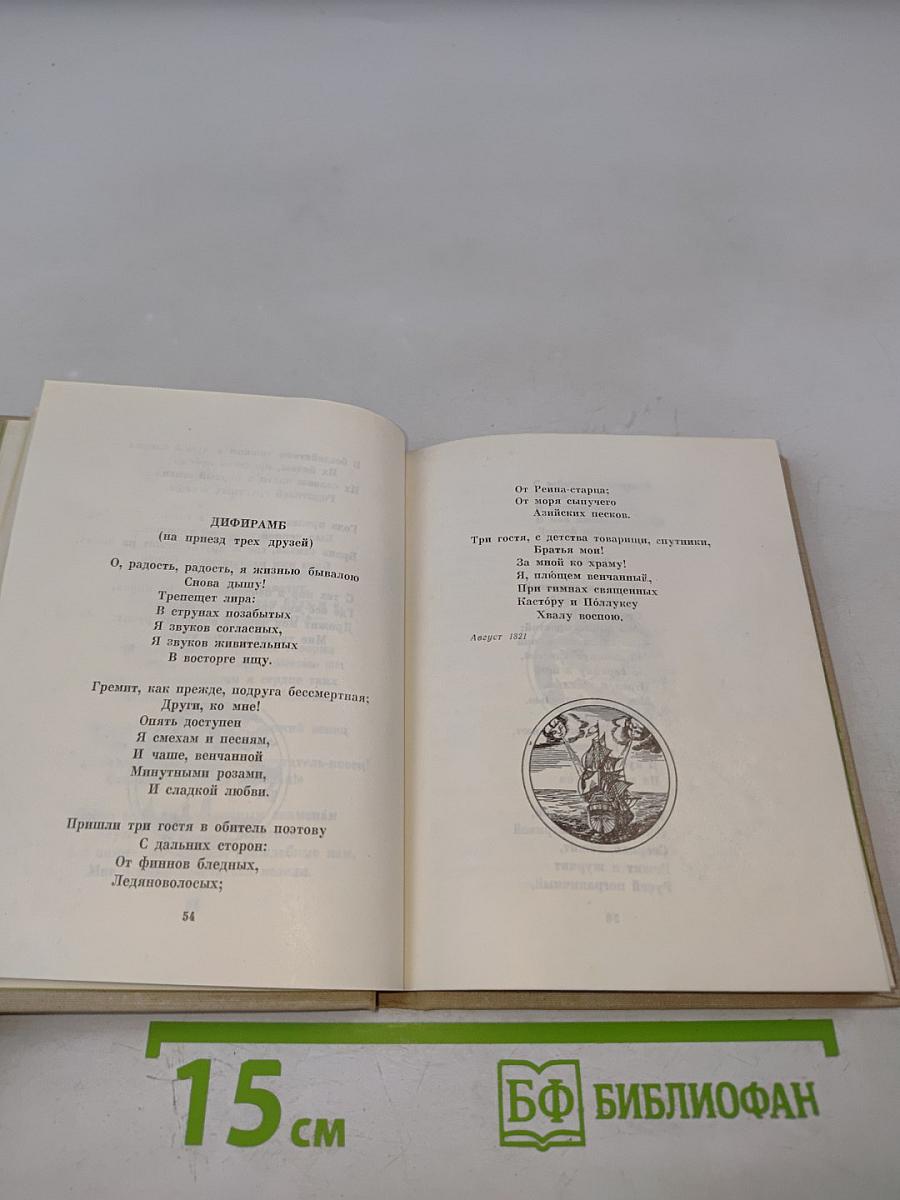 ДИФИРАМБ
(на приезд трех друзей)
О, радость, радость, я жизнью бывалою
Снова дышу!
Трепещет лира:
В струнах позабытых
Я звуков согласных,
Я звуков живительных
В восторге ищу.
Гремит, как прежде, подруга бессмертная;
Други, ко мне!
Опять доступен
Я смехам и песням,
И чаше, венчанной
Минутными розами,
И сладкой любви.
Пришли три гостя в обитель поэтову
С дальних сторон:
От финнов бледных,
Ледяноволосых;
54
От Реина-старца;
От моря сыпучего
Азийских песков.
Три гостя, с детства товарищи, спутники,
Братья мои!
За мной ко храму!
Я, плющем венчанный,
При гимнах священных
Касто́ру и По́ллуксу
Хвалу воспою.
Август 1821
15 см
БФ БИБЛИОФАН